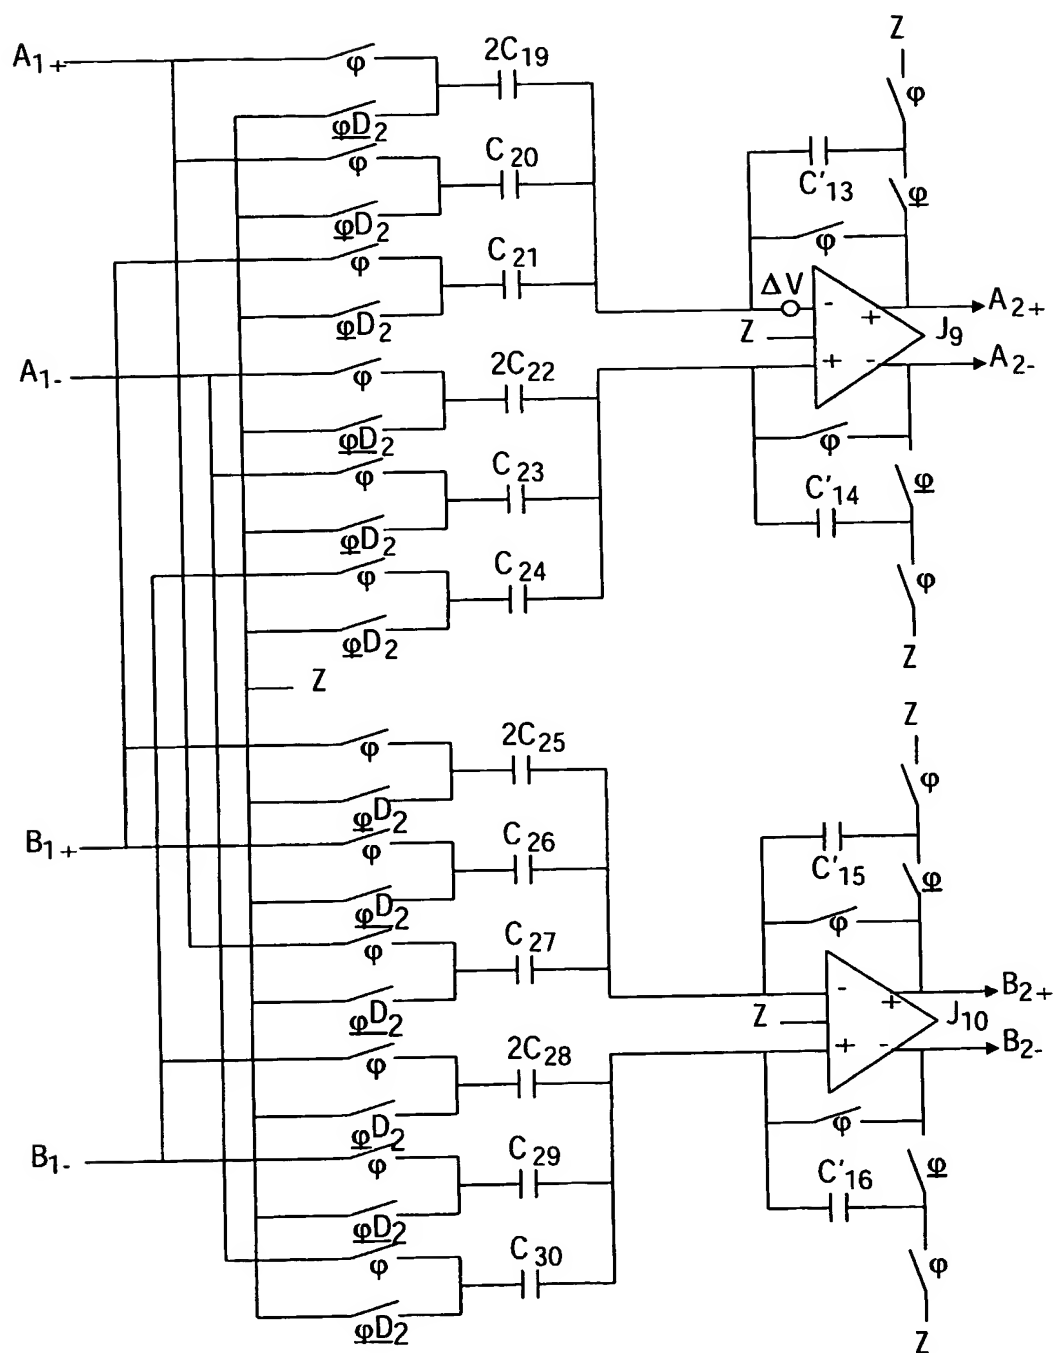 A1+
φ
2C19
Z
φ
φD2
φ
C20
C'13
φ
φD2
φ
C21
φ
ΔV
-
+
A2+
φD2
Z
J9
A1-
φ
2C22
+
-
A2-
φD2
φ
φ
C23
C'14
φ
φD2
φ
C24
φ
φD2
Z
Z
Z
φ
2C25
φ
φD2
B1+
φ
C26
C'15
φ
φD2
φ
φ
C27
-
+
B2+
φD2
Z
J10
φ
2C28
+
-
B2-
φD2
φ
B1-
φ
C29
C'16
φ
φD2
φ
C30
φ
φD2
Z